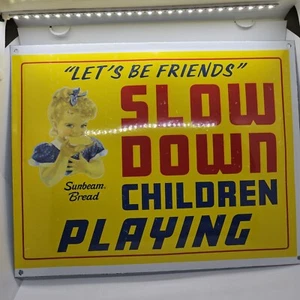 "LET'S BE FRIENDS"
SLOW
DOWN
CHILDREN
PLAYING
Sunbeam
Bread